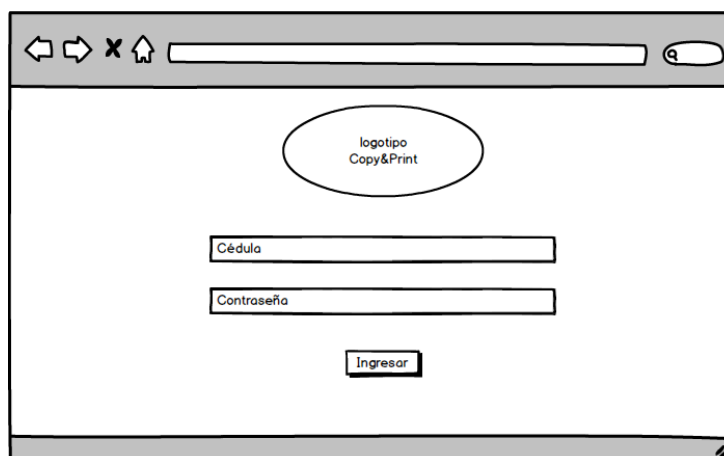 logotipo
Copy&Print
Cédula
Contraseña
Ingresar